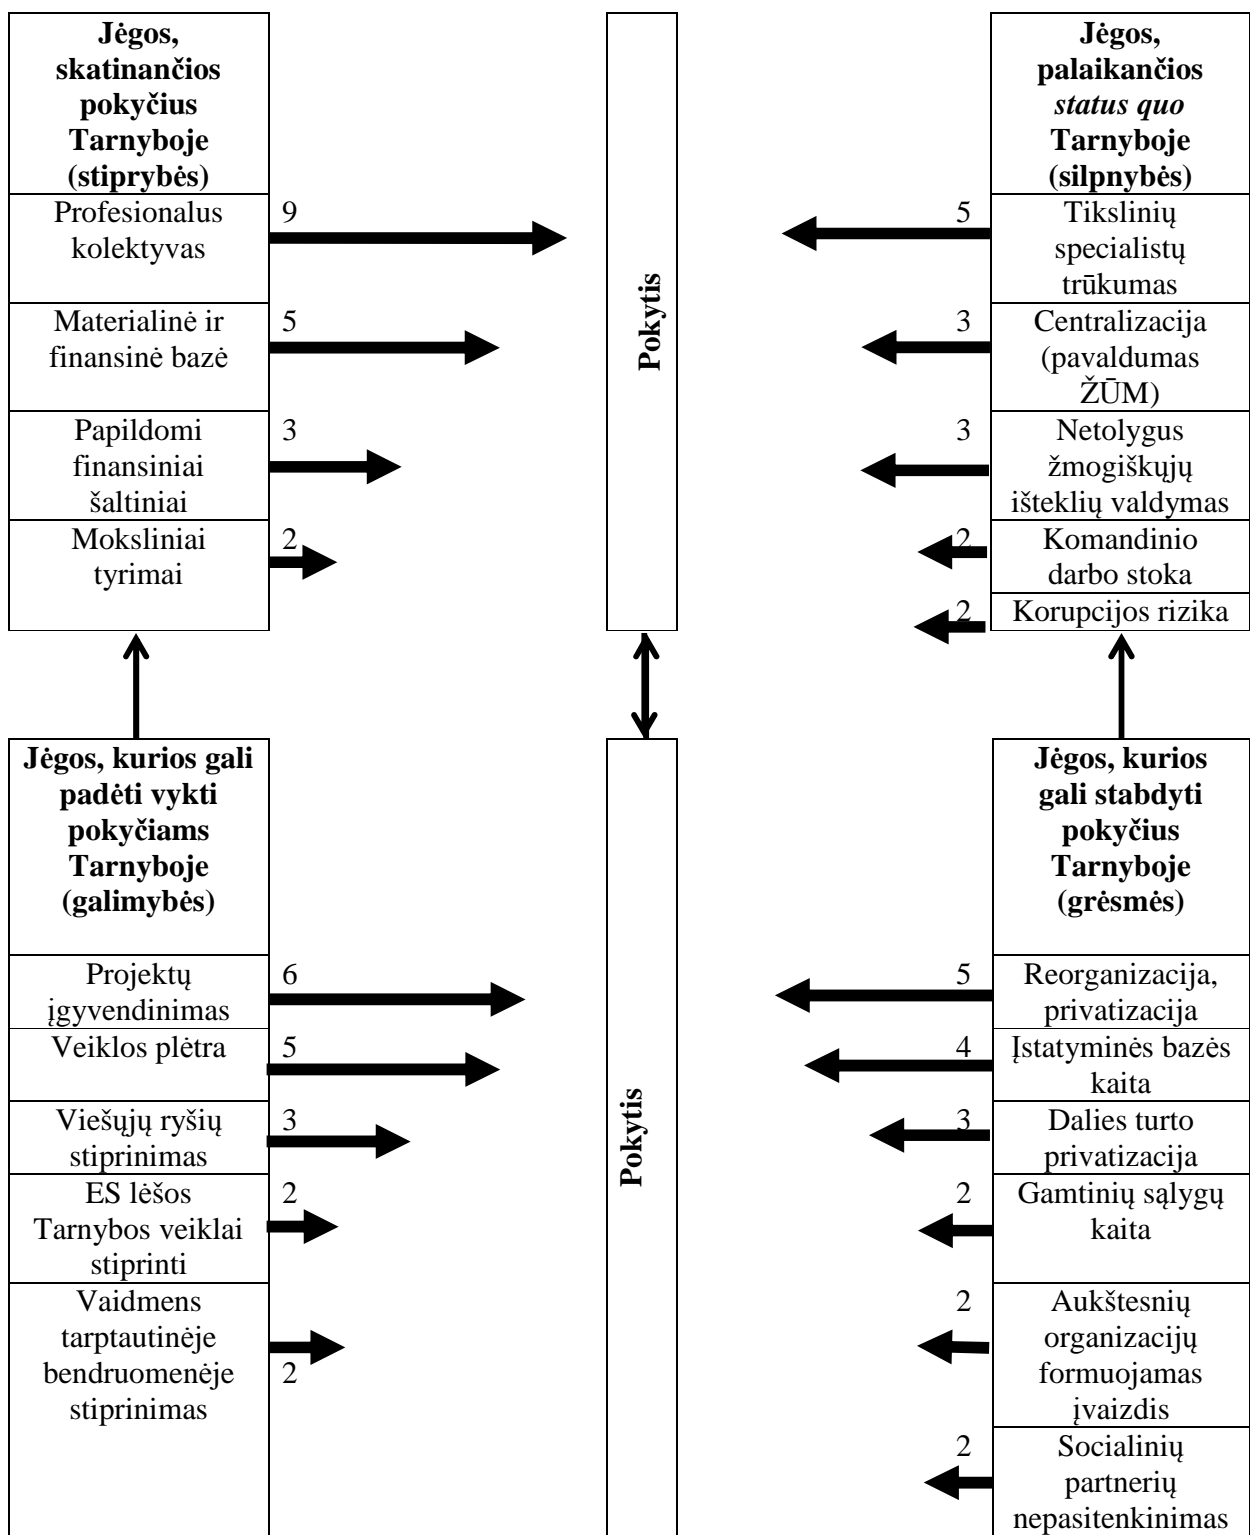 Jėgos,
skatinančios
pokyčius
Tarnyboje
(stiprybės)
Profesionalus
kolektyvas
9
Materialinė ir
finansinė bazė
5
Papildomi
finansiniai
šaltiniai
3
Moksliniai
tyrimai
2
Pokytis
Jėgos,
palaikančios
status quo
Tarnyboje
(silpnybės)
5
Tikslinių
specialistų
trūkumas
3
Centralizacija
(pavaldumas
ŽŪM)
3
Netolygus
žmogiškųjų
išteklių valdymas
2
Komandinio
darbo stoka
2
Korupcijos rizika
Jėgos, kurios gali
padėti vykti
pokyčiams
Tarnyboje
(galimybės)
Projektų
įgyvendinimas
6
Veiklos plėtra
5
Viešųjų ryšių
stiprinimas
3
ES lėšos
Tarnybos veiklai
stiprinti
2
Vaidmens
tarptautinėje
bendruomenėje
stiprinimas
2
Pokytis
Jėgos, kurios
gali stabdyti
pokyčius
Tarnyboje
(grėsmės)
5
Reorganizacija,
privatizacija
4
Įstatyminės bazės
kaita
3
Dalies turto
privatizacija
2
Gamtinių sąlygų
kaita
2
Aukštesnių
organizacijų
formuojamas
įvaizdis
2
Socialinių
partnerių
nepasitenkinimas